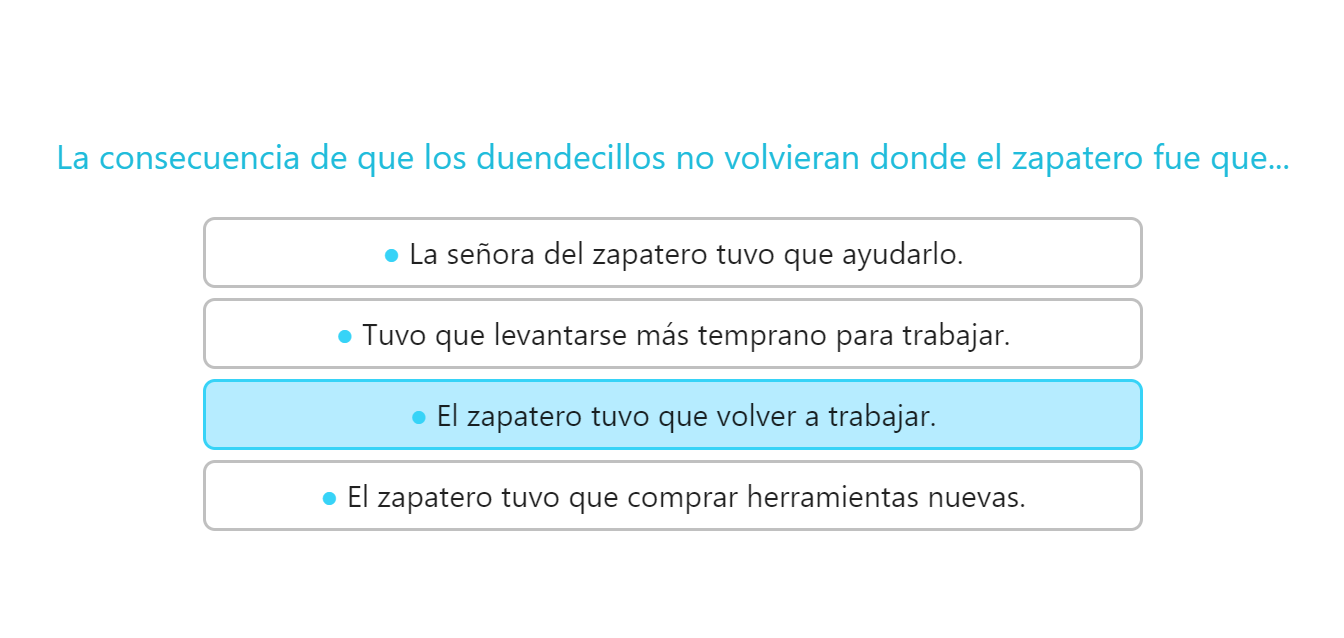 La consecuencia de que los duendecillos no volvieran donde el zapatero fue que...
● La señora del zapatero tuvo que ayudarlo.
● Tuvo que levantarse más temprano para trabajar.
● El zapatero tuvo que volver a trabajar.
● El zapatero tuvo que comprar herramientas nuevas.